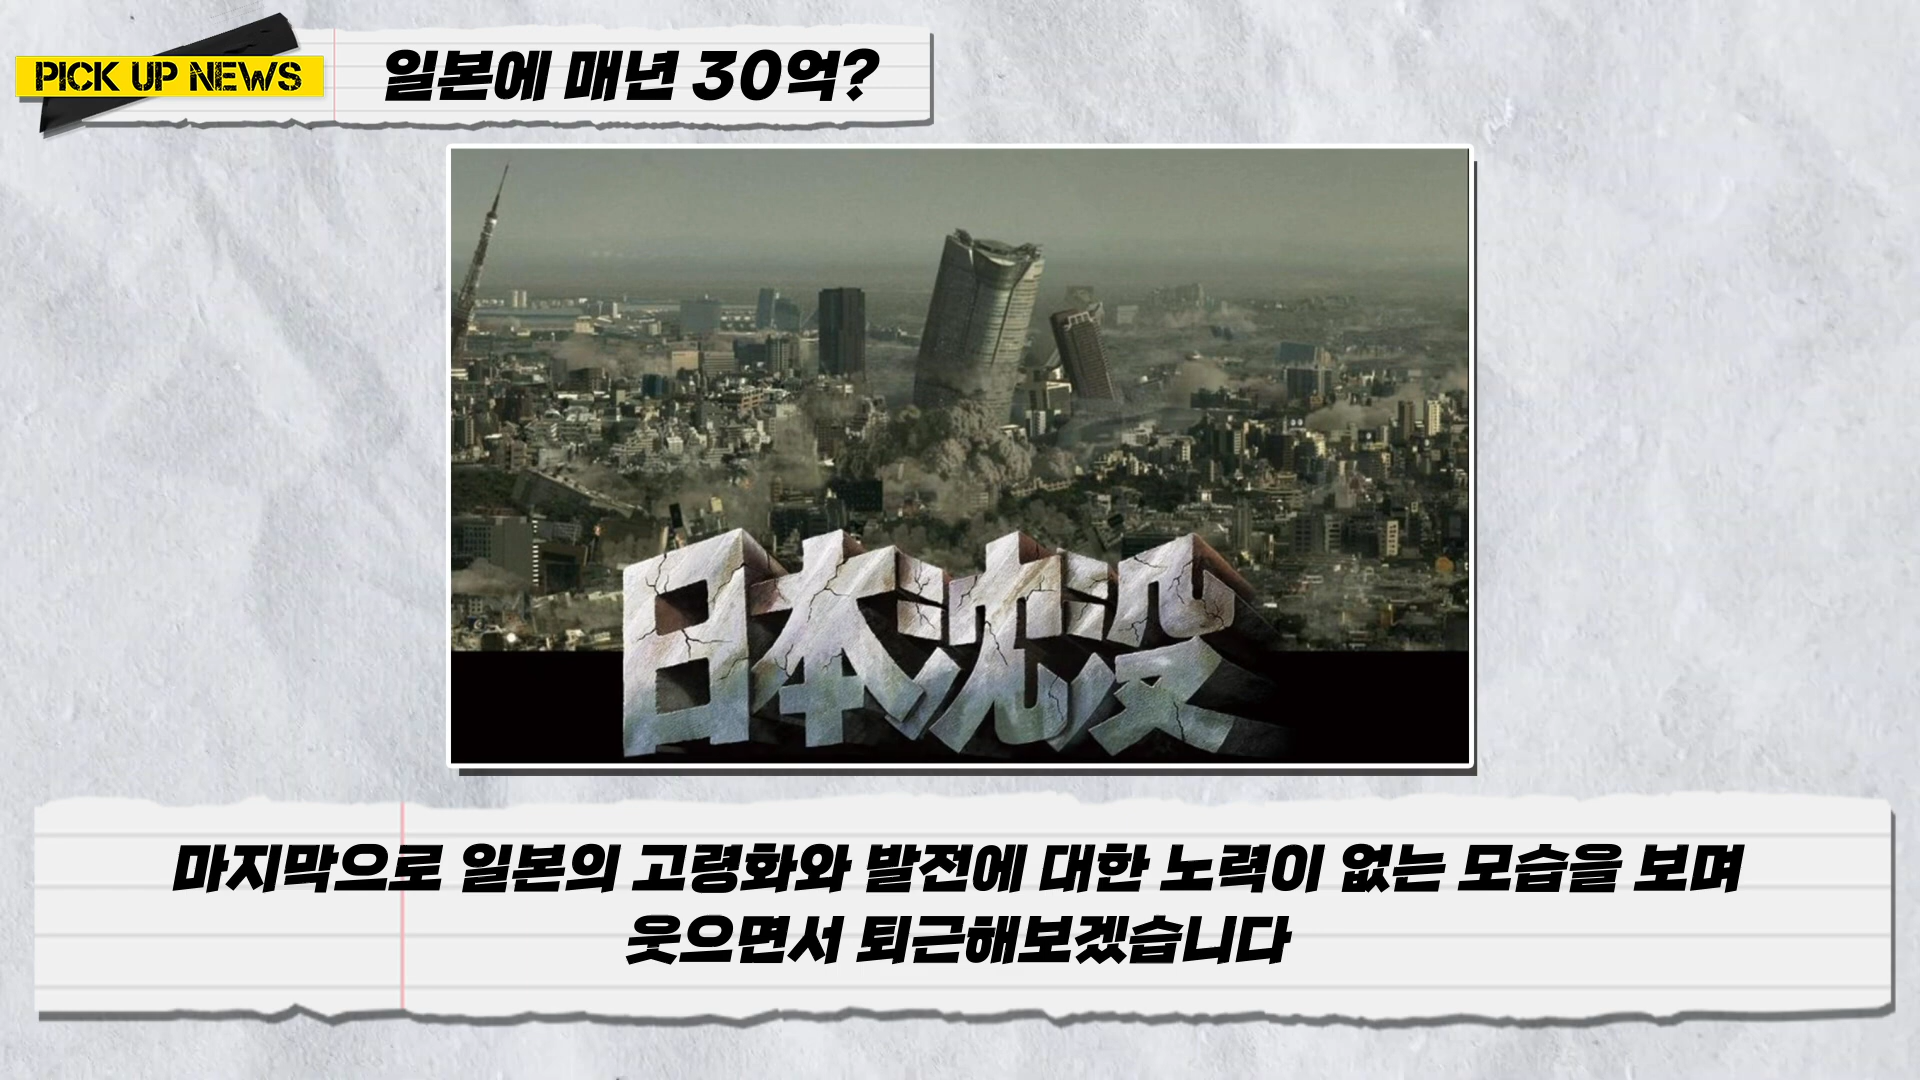 PICK UP NEWS
일본에 매년 30억?
日本沈没
마지막으로 일본의 고령화와 발전에 대한 노력이 없는 모습을 보며
웃으면서 퇴근해보겠습니다